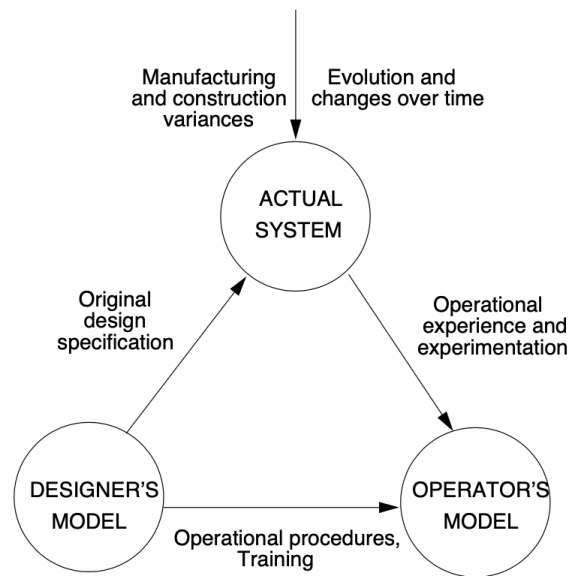 Manufacturing
and construction
variances
Evolution and
changes over time
ACTUAL
SYSTEM
Original
design
specification
Operational
experience and
experimentation
DESIGNER'S
MODEL
OPERATOR'S
MODEL
Operational procedures,
Training